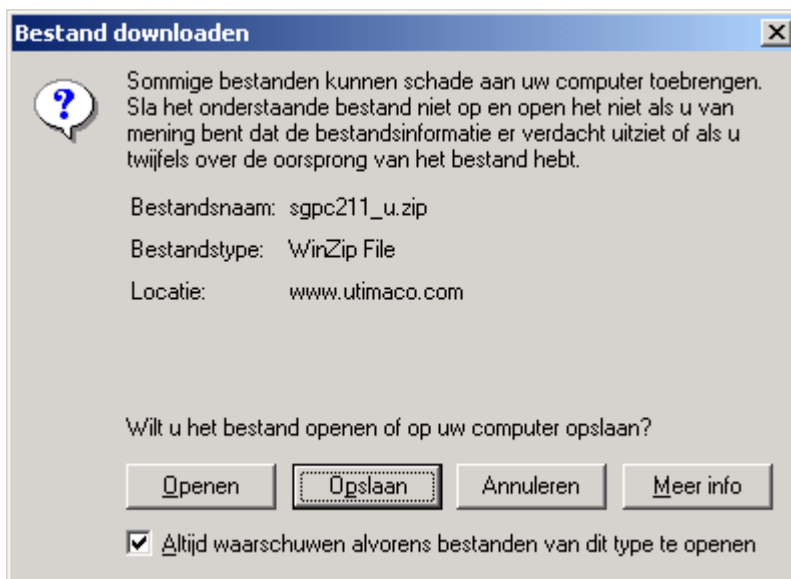 Bestand downloaden
Sommige bestanden kunnen schade aan uw computer toebrengen.
Sla het onderstaande bestand niet op en open het niet als u van
mening bent dat de bestandsinformatie er verdacht uitziet of als u
twijfels over de oorsprong van het bestand hebt.
Bestandsnaam: sgpc211_u.zip
Bestandstype: WinZip File
Locatie: www.utimaco.com
Wilt u het bestand openen of op uw computer opslaan?
Openen Opslaan Annuleren Meer info
Altijd waarschuwen alvorens bestanden van dit type te openen